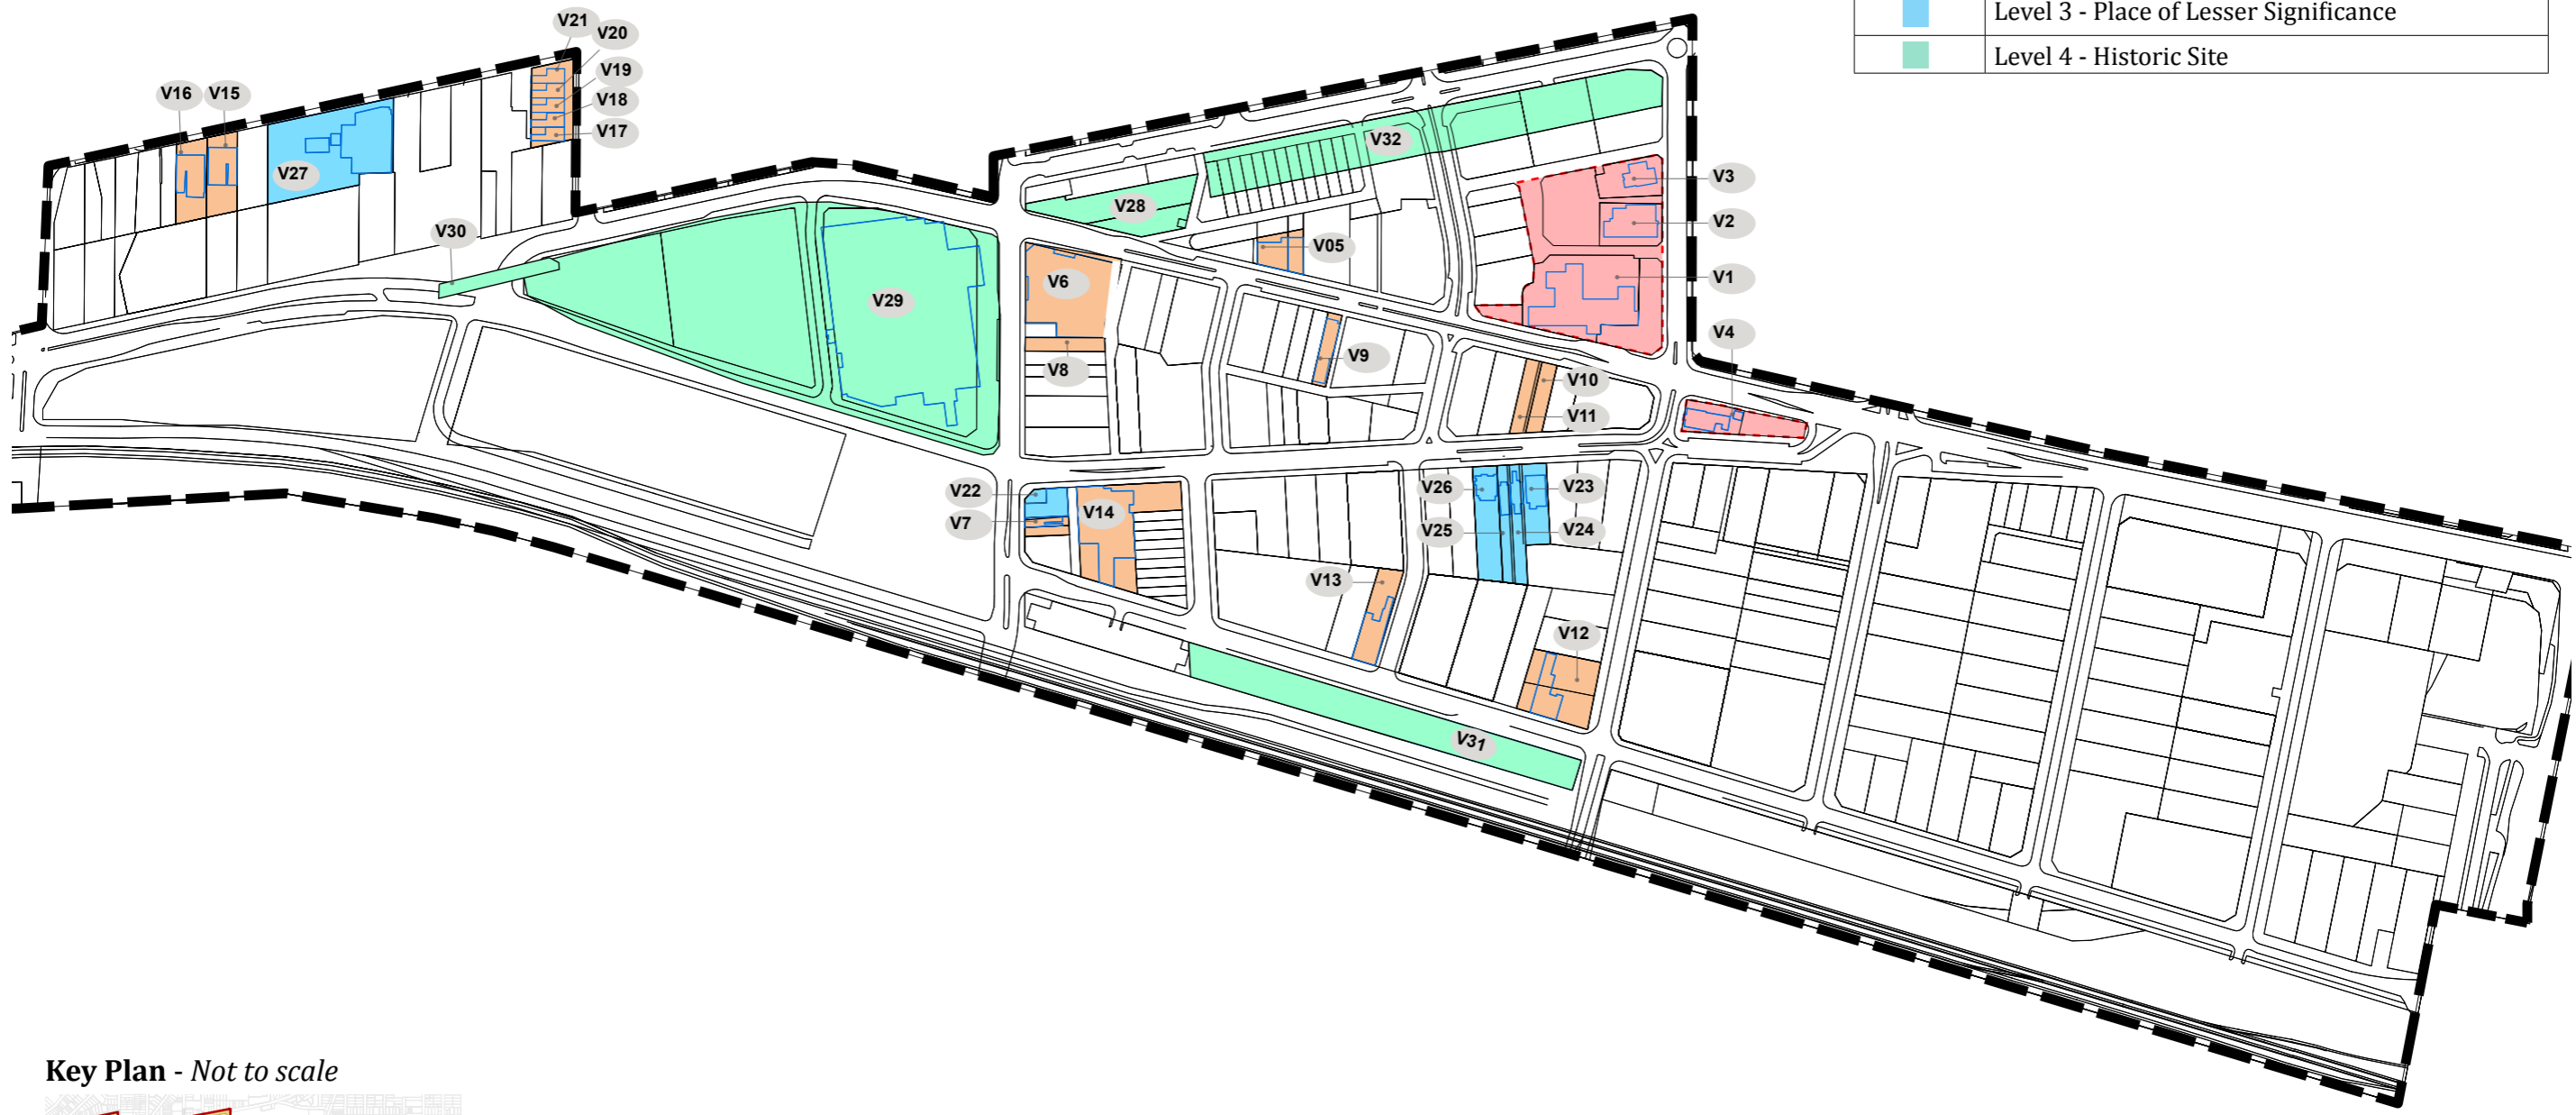 Level 3 - Place of Lesser Significance
Level 4 - Historic Site
V21
V20
V19
V18
V17
V16
V15
V27
V30
V29
V28
V32
V05
V3
V2
V1
V4
V6
V8
V9
V10
V11
V22
V7
V14
V26
V25
V23
V24
V13
V12
V31
Key Plan - Not to scale